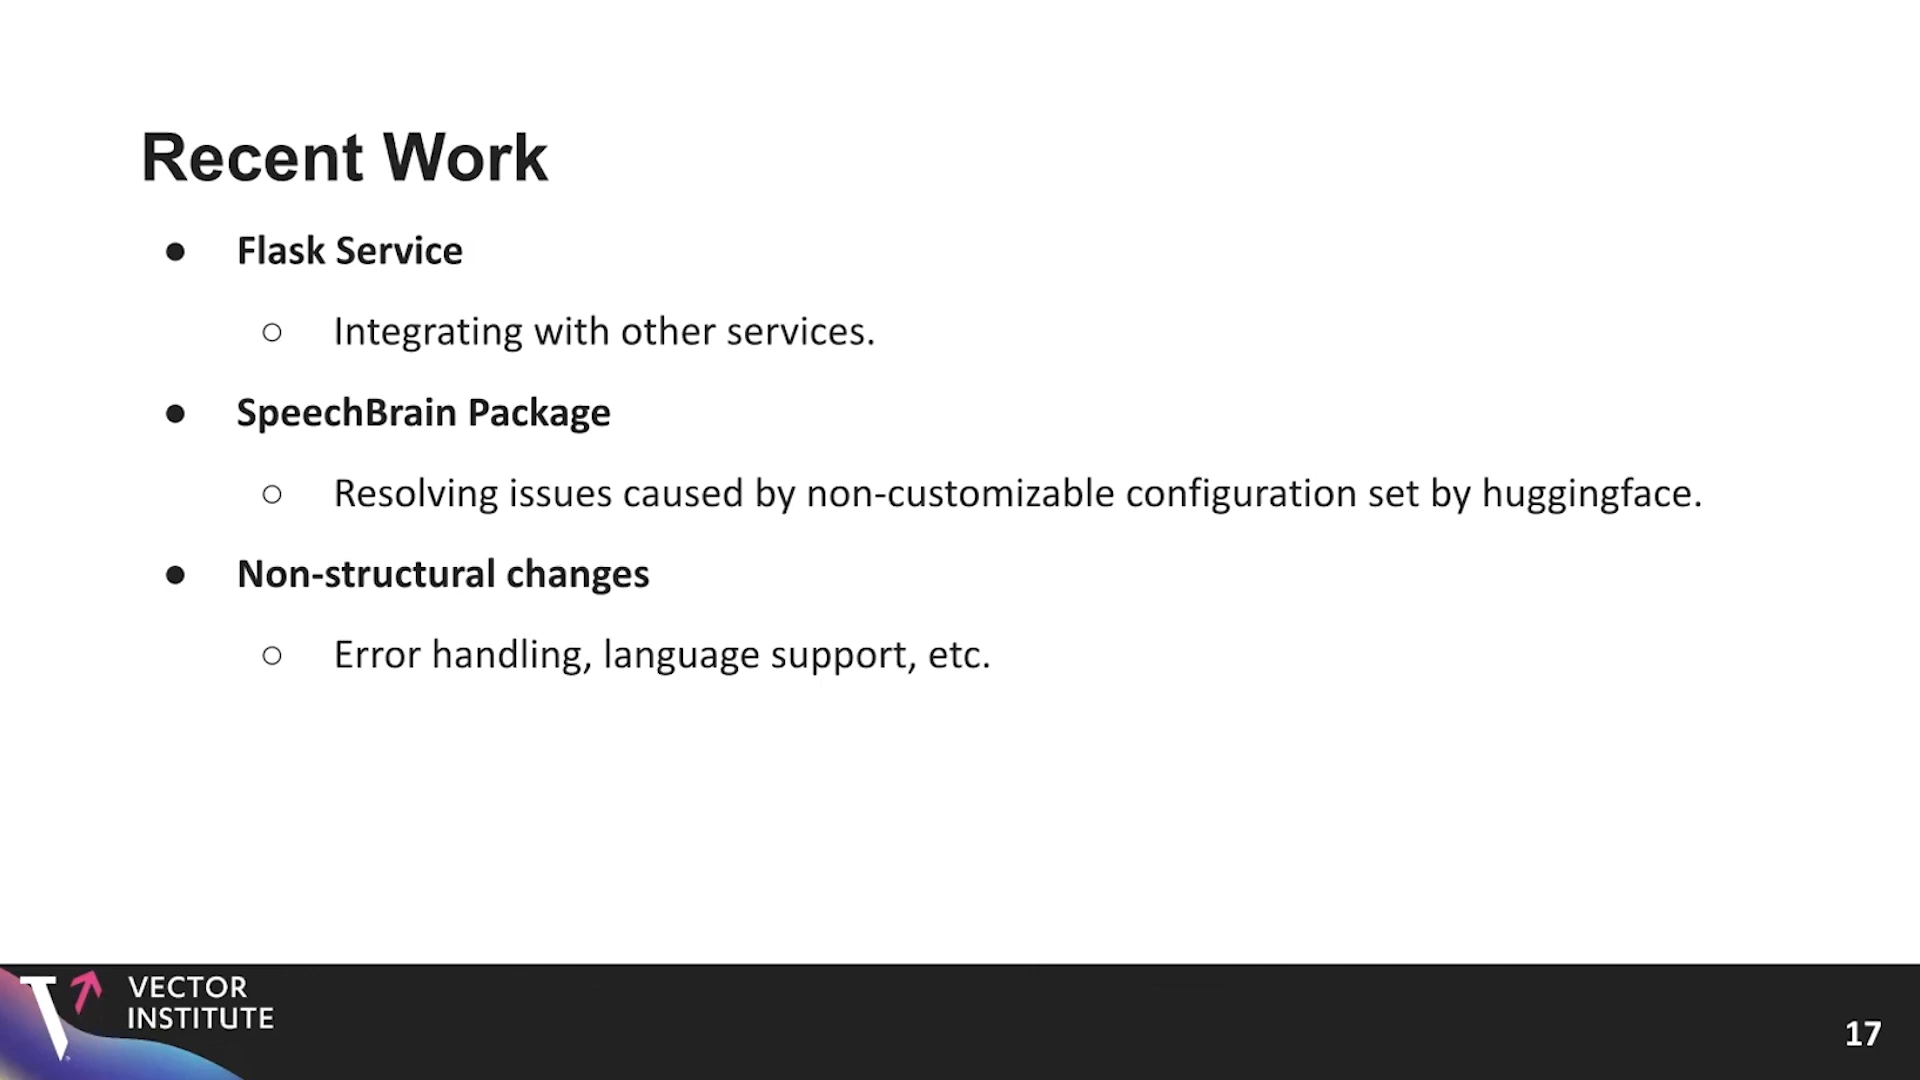 Recent Work
● Flask Service
○ Integrating with other services.
● SpeechBrain Package
○ Resolving issues caused by non-customizable configuration set by huggingface.
● Non-structural changes
○ Error handling, language support, etc.
VECTOR
INSTITUTE
17